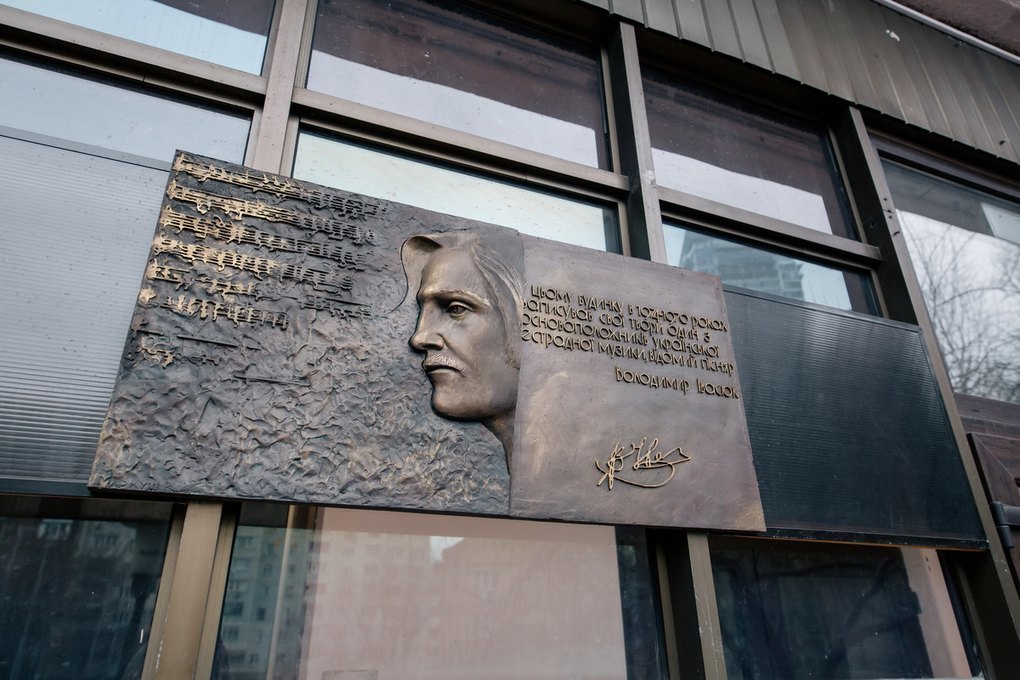 цьому будинку в роках
записував свої твори один з
основоположників української
естрадної музики, відомий пісняр
Володимир Івасюк